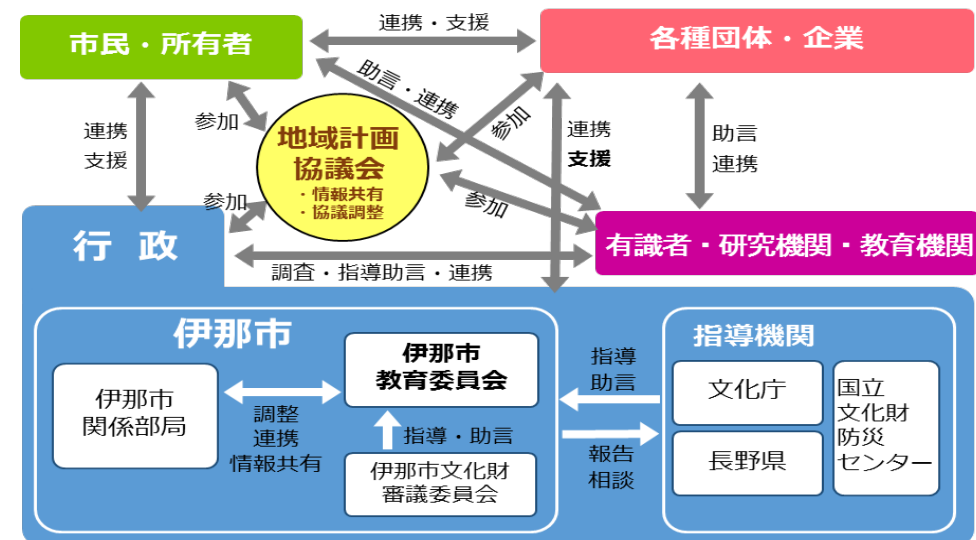 市民・所有者
連携・支援
各種団体・企業
助言・連携
参加
連携
支援
地域計画
協議会
・情報共有
・協議調整
参加
連携
支援
助言
連携
参加
参加
行 政
有識者・研究機関・教育機関
調査・指導助言・連携
伊那市
指導機関
伊那市
教育委員会
指導
助言
文化庁
国立
文化財
防災
センター
伊那市
関係部局
調整
連携
情報共有
指導・助言
伊那市文化財
審議委員会
報告
相談
長野県